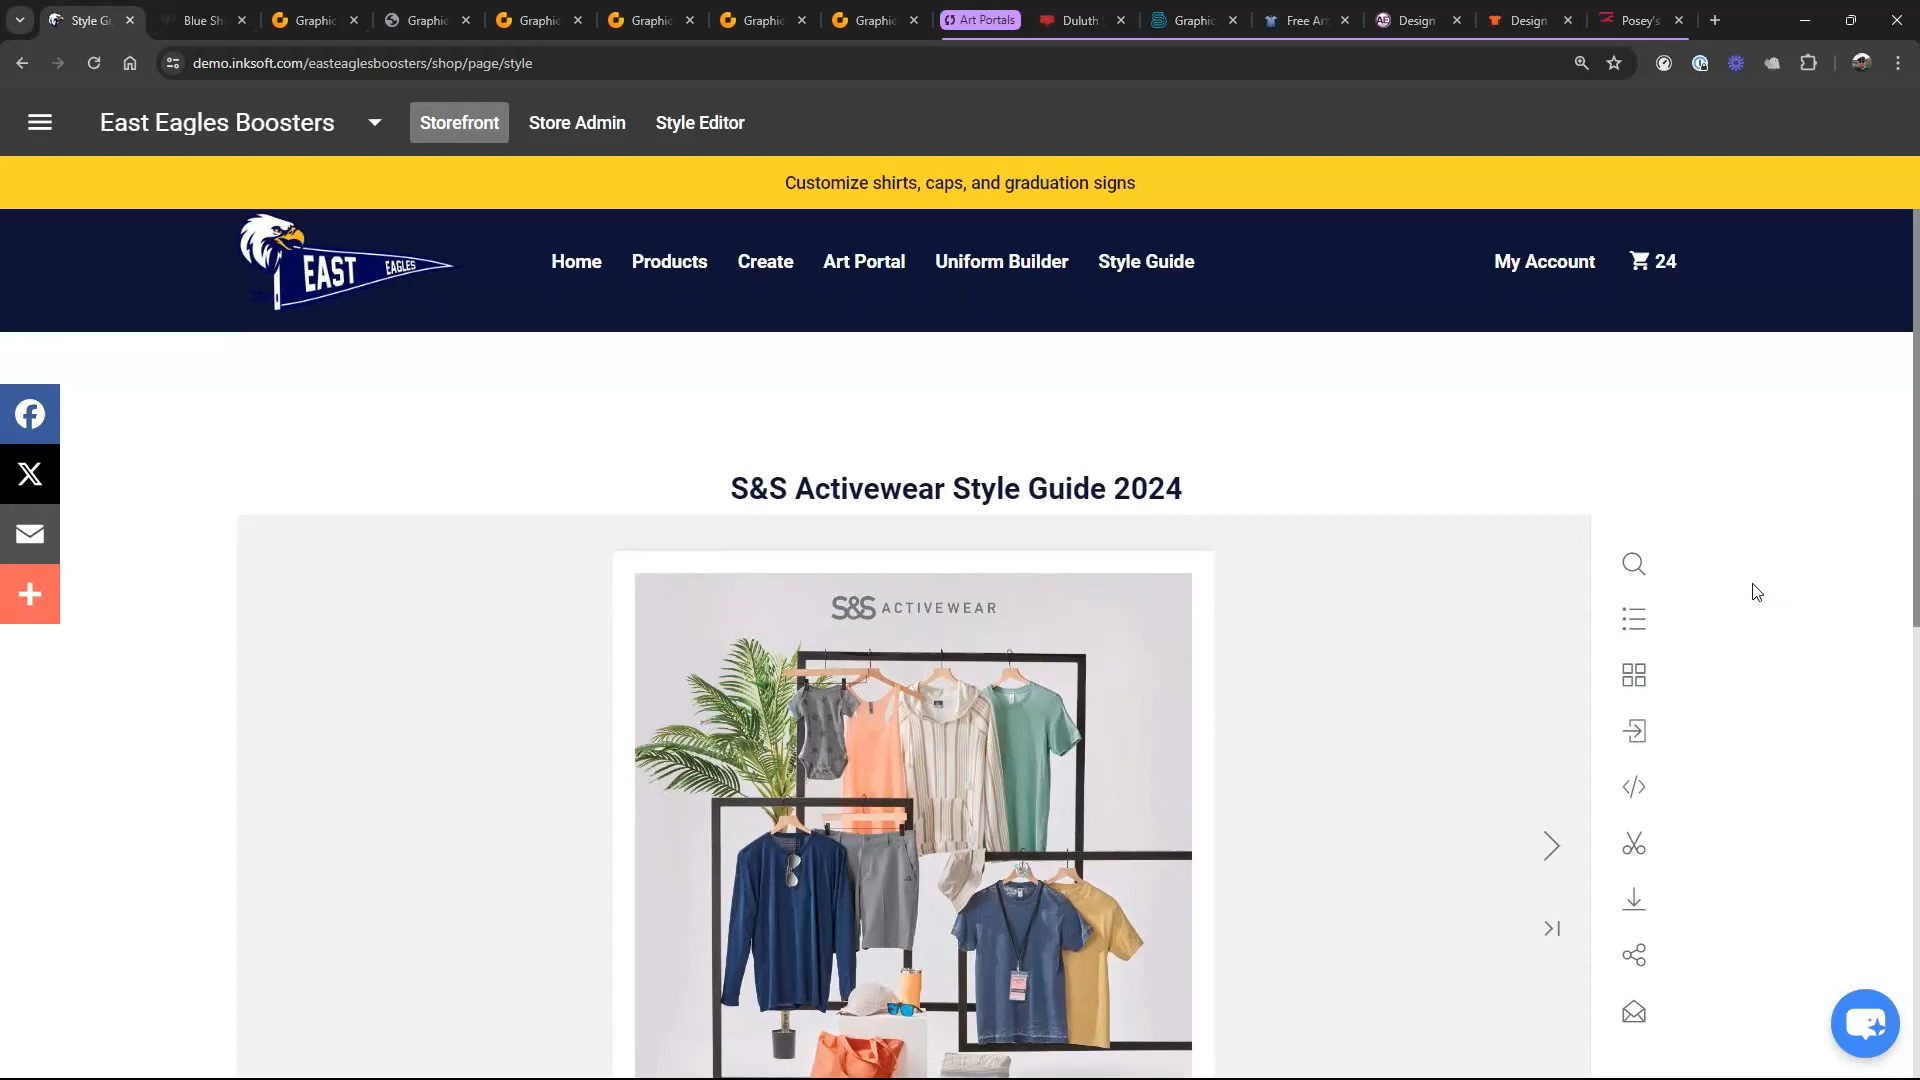 Style Gu
Blue Sh
Graphic
Graphic
Graphic
Graphic
Graphic
Graphic
Art Portals
Duluth
Graphic
Free Ar
Design
Design
Posey's
demo.inksoft.com/easteaglesboosters/shop/page/style
East Eagles Boosters
Storefront
Store Admin
Style Editor
Customize shirts, caps, and graduation signs
EAST EAGLES
Home
Products
Create
Art Portal
Uniform Builder
Style Guide
My Account
24
S&S Activewear Style Guide 2024
S&S ACTIVEWEAR